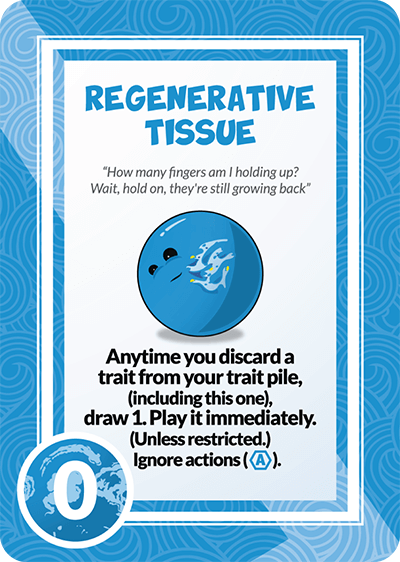 REGENERATIVE
TISSUE
“How many fingers am I holding up?
Wait, hold on, they're still growing back”
Anytime you discard a
trait from your trait pile,
(including this one),
draw 1. Play it immediately.
(Unless restricted.)
Ignore actions (A).
0